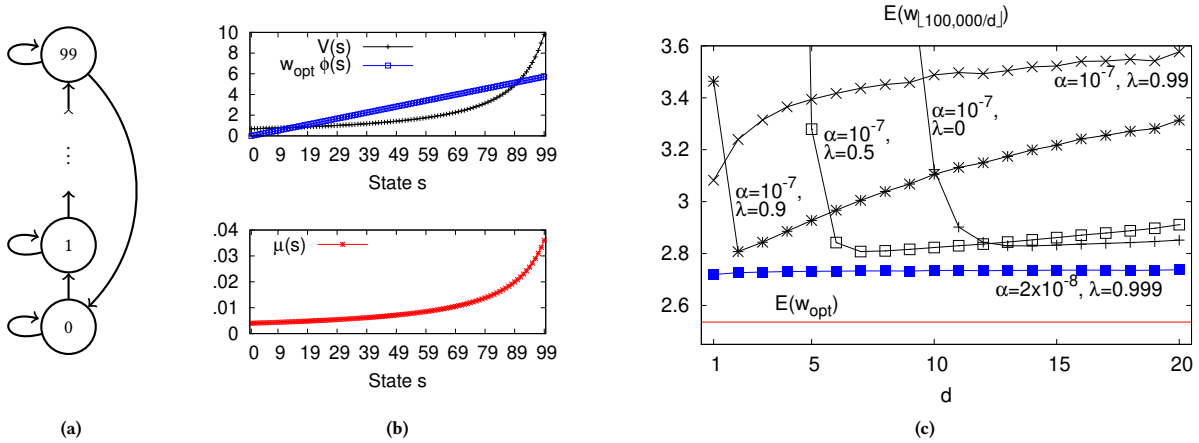 99
⋮
1
0
(a)
10
8
6
4
2
0
V(s)
w_opt ϕ(s)
0 9 19 29 39 49 59 69 79 89 99
State s
.04
.03
.02
.01
0
μ(s)
0 9 19 29 39 49 59 69 79 89 99
State s
(b)
E(w_⌊100,000/d⌋)
3.6
3.4
3.2
3
2.8
2.6
α=10^-7, λ=0.99
α=10^-7,
λ=0
α=10^-7,
λ=0.5
α=10^-7,
λ=0.9
α=2x10^-8, λ=0.999
E(w_opt)
1 5 10 15 20
d
(c)